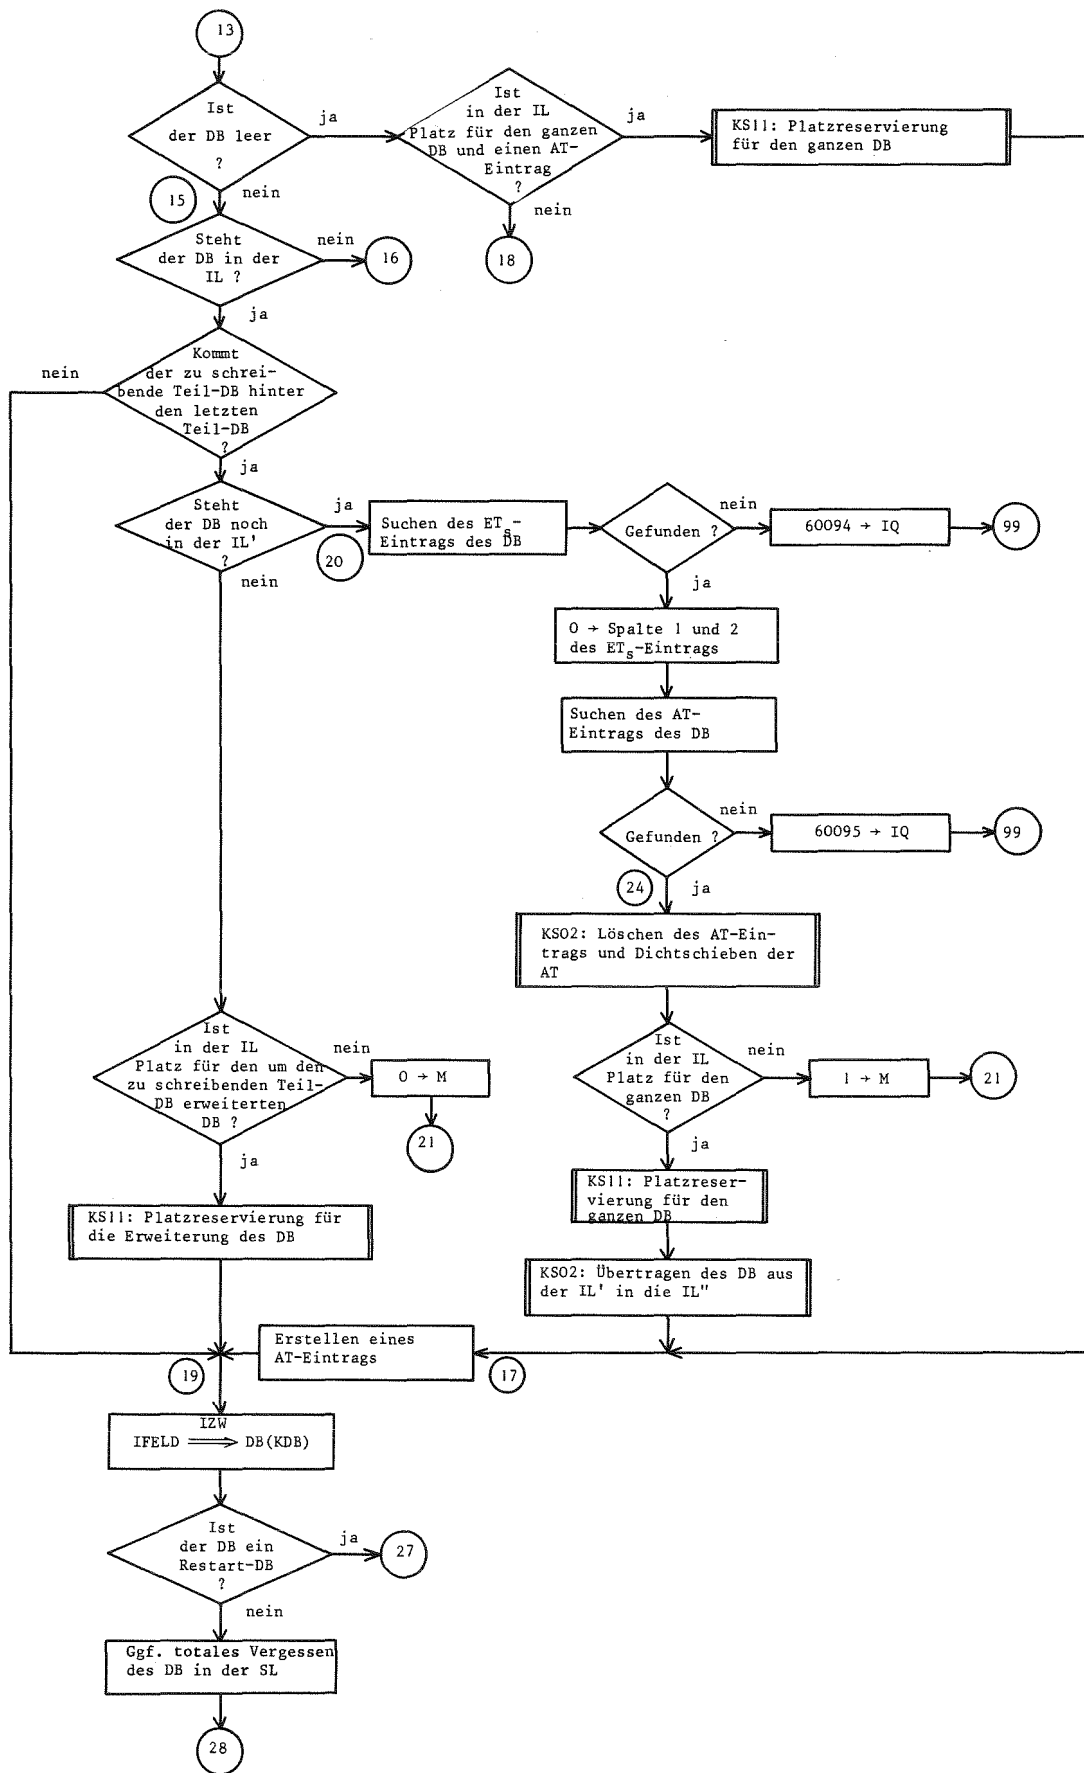 13
Ist
der DB leer
?
ja
Ist
in der IL
Platz für den ganzen
DB und einen AT-
Eintrag
?
ja
KS11: Platzreservierung
für den ganzen DB
nein
15
nein
18
Steht
der DB in der
IL ?
nein
16
ja
Kommt
der zu schrei-
bende Teil-DB hinter
den letzten
Teil-DB
?
nein
ja
Steht
der DB noch
in der IL'
?
ja
20
nein
Suchen des ETS-
Eintrags des DB
Gefunden ?
nein
60094 → IQ
99
ja
0 → Spalte 1 und 2
des ETS-Eintrags
Suchen des AT-
Eintrags des DB
Gefunden ?
nein
60095 → IQ
99
24
ja
KS02: Löschen des AT-Ein-
trags und Dichtschieben der
AT
Ist
in der IL
Platz für den um den
zu schreibenden Teil-
DB erweiterten
DB ?
nein
0 → M
21
ja
Ist
in der IL
Platz für den
ganzen DB
?
nein
1 → M
21
ja
KS11: Platzreservierung für
die Erweiterung des DB
KS11: Platzreser-
vierung für den
ganzen DB
KS02: Übertragen des DB aus
der IL' in die IL"
Erstellen eines
AT-Eintrags
19
17
IZW
IFELD ⟹ DB(KDB)
Ist
der DB ein
Restart-DB
?
ja
27
nein
Ggf. totales Vergessen
des DB in der SL
28